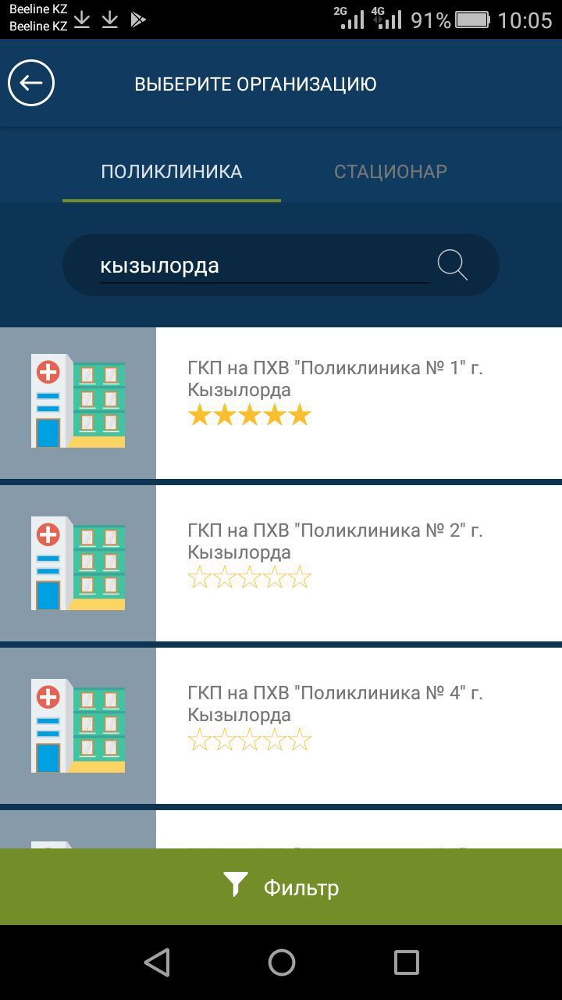 Beeline KZ
Beeline KZ
2G 4G 91% 10:05
ВЫБЕРИТЕ ОРГАНИЗАЦИЮ
ПОЛИКЛИНИКА СТАЦИОНАР
кызылорда
ГКП на ПХВ "Поликлиника № 1" г.
Кызылорда
ГКП на ПХВ "Поликлиника № 2" г.
Кызылорда
ГКП на ПХВ "Поликлиника № 4" г.
Кызылорда
Фильтр